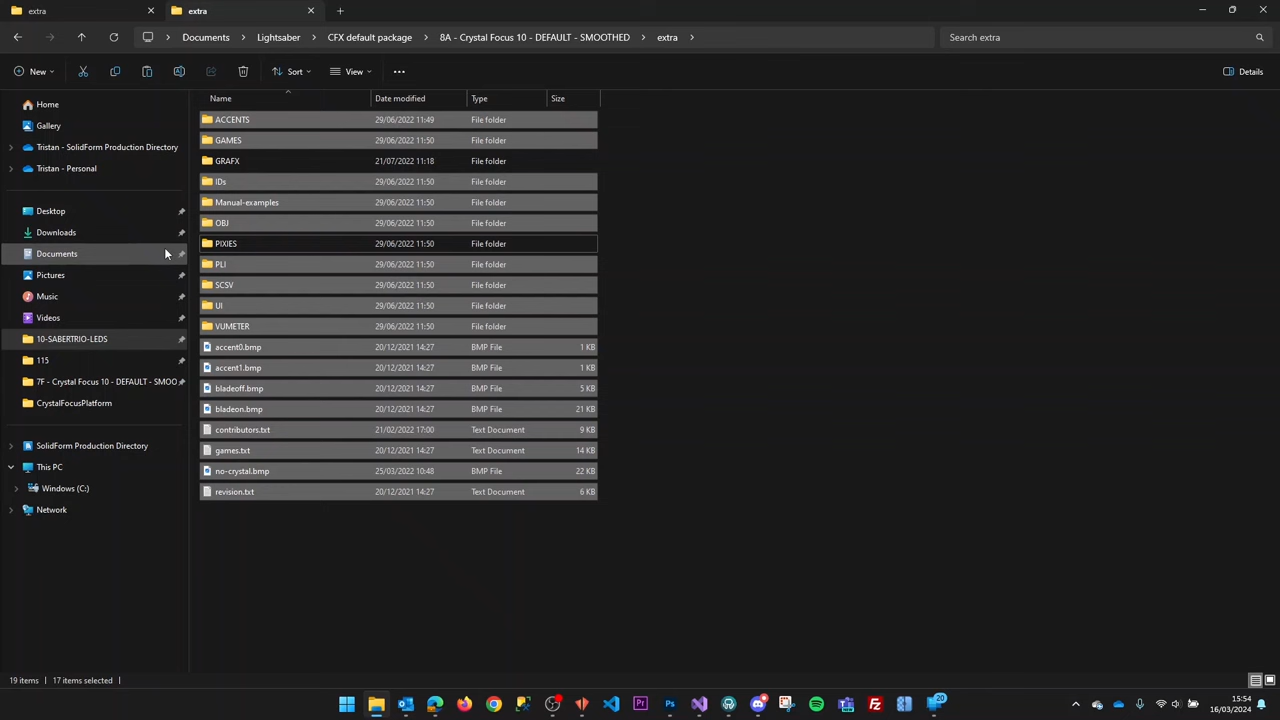 extra
extra
Documents > Lightsaber > CFX default package > 8A - Crystal Focus 10 - DEFAULT - SMOOTHED > extra >
Search extra
New
Sort
View
Details
Home
Gallery
Tristan - SolidForm Production Directory
Tristan - Personal
Desktop
Downloads
Documents
Pictures
Music
Videos
10-SABERTRIO-LEDS
115
7F - Crystal Focus 10 - DEFAULT - SMOO
CrystalFocusPlatform
SolidForm Production Directory
This PC
Windows (C:)
Network
Name Date modified Type Size
ACCENTS 29/06/2022 11:49 File folder
GAMES 29/06/2022 11:50 File folder
GRAFX 21/07/2022 11:18 File folder
IDs 29/06/2022 11:50 File folder
Manual-examples 29/06/2022 11:50 File folder
OBJ 29/06/2022 11:50 File folder
PIXIES 29/06/2022 11:50 File folder
PLI 29/06/2022 11:50 File folder
SCSV 29/06/2022 11:50 File folder
UI 29/06/2022 11:50 File folder
VUMETER 29/06/2022 11:50 File folder
accent0.bmp 20/12/2021 14:27 BMP File 1 KB
accent1.bmp 20/12/2021 14:27 BMP File 1 KB
bladeoff.bmp 20/12/2021 14:27 BMP File 5 KB
bladeon.bmp 20/12/2021 14:27 BMP File 21 KB
contributors.txt 21/02/2022 17:00 Text Document 9 KB
games.txt 20/12/2021 14:27 Text Document 14 KB
no-crystal.bmp 25/03/2022 10:48 BMP File 22 KB
revision.txt 20/12/2021 14:27 Text Document 6 KB
19 items
17 items selected
20
15:54
16/03/2024